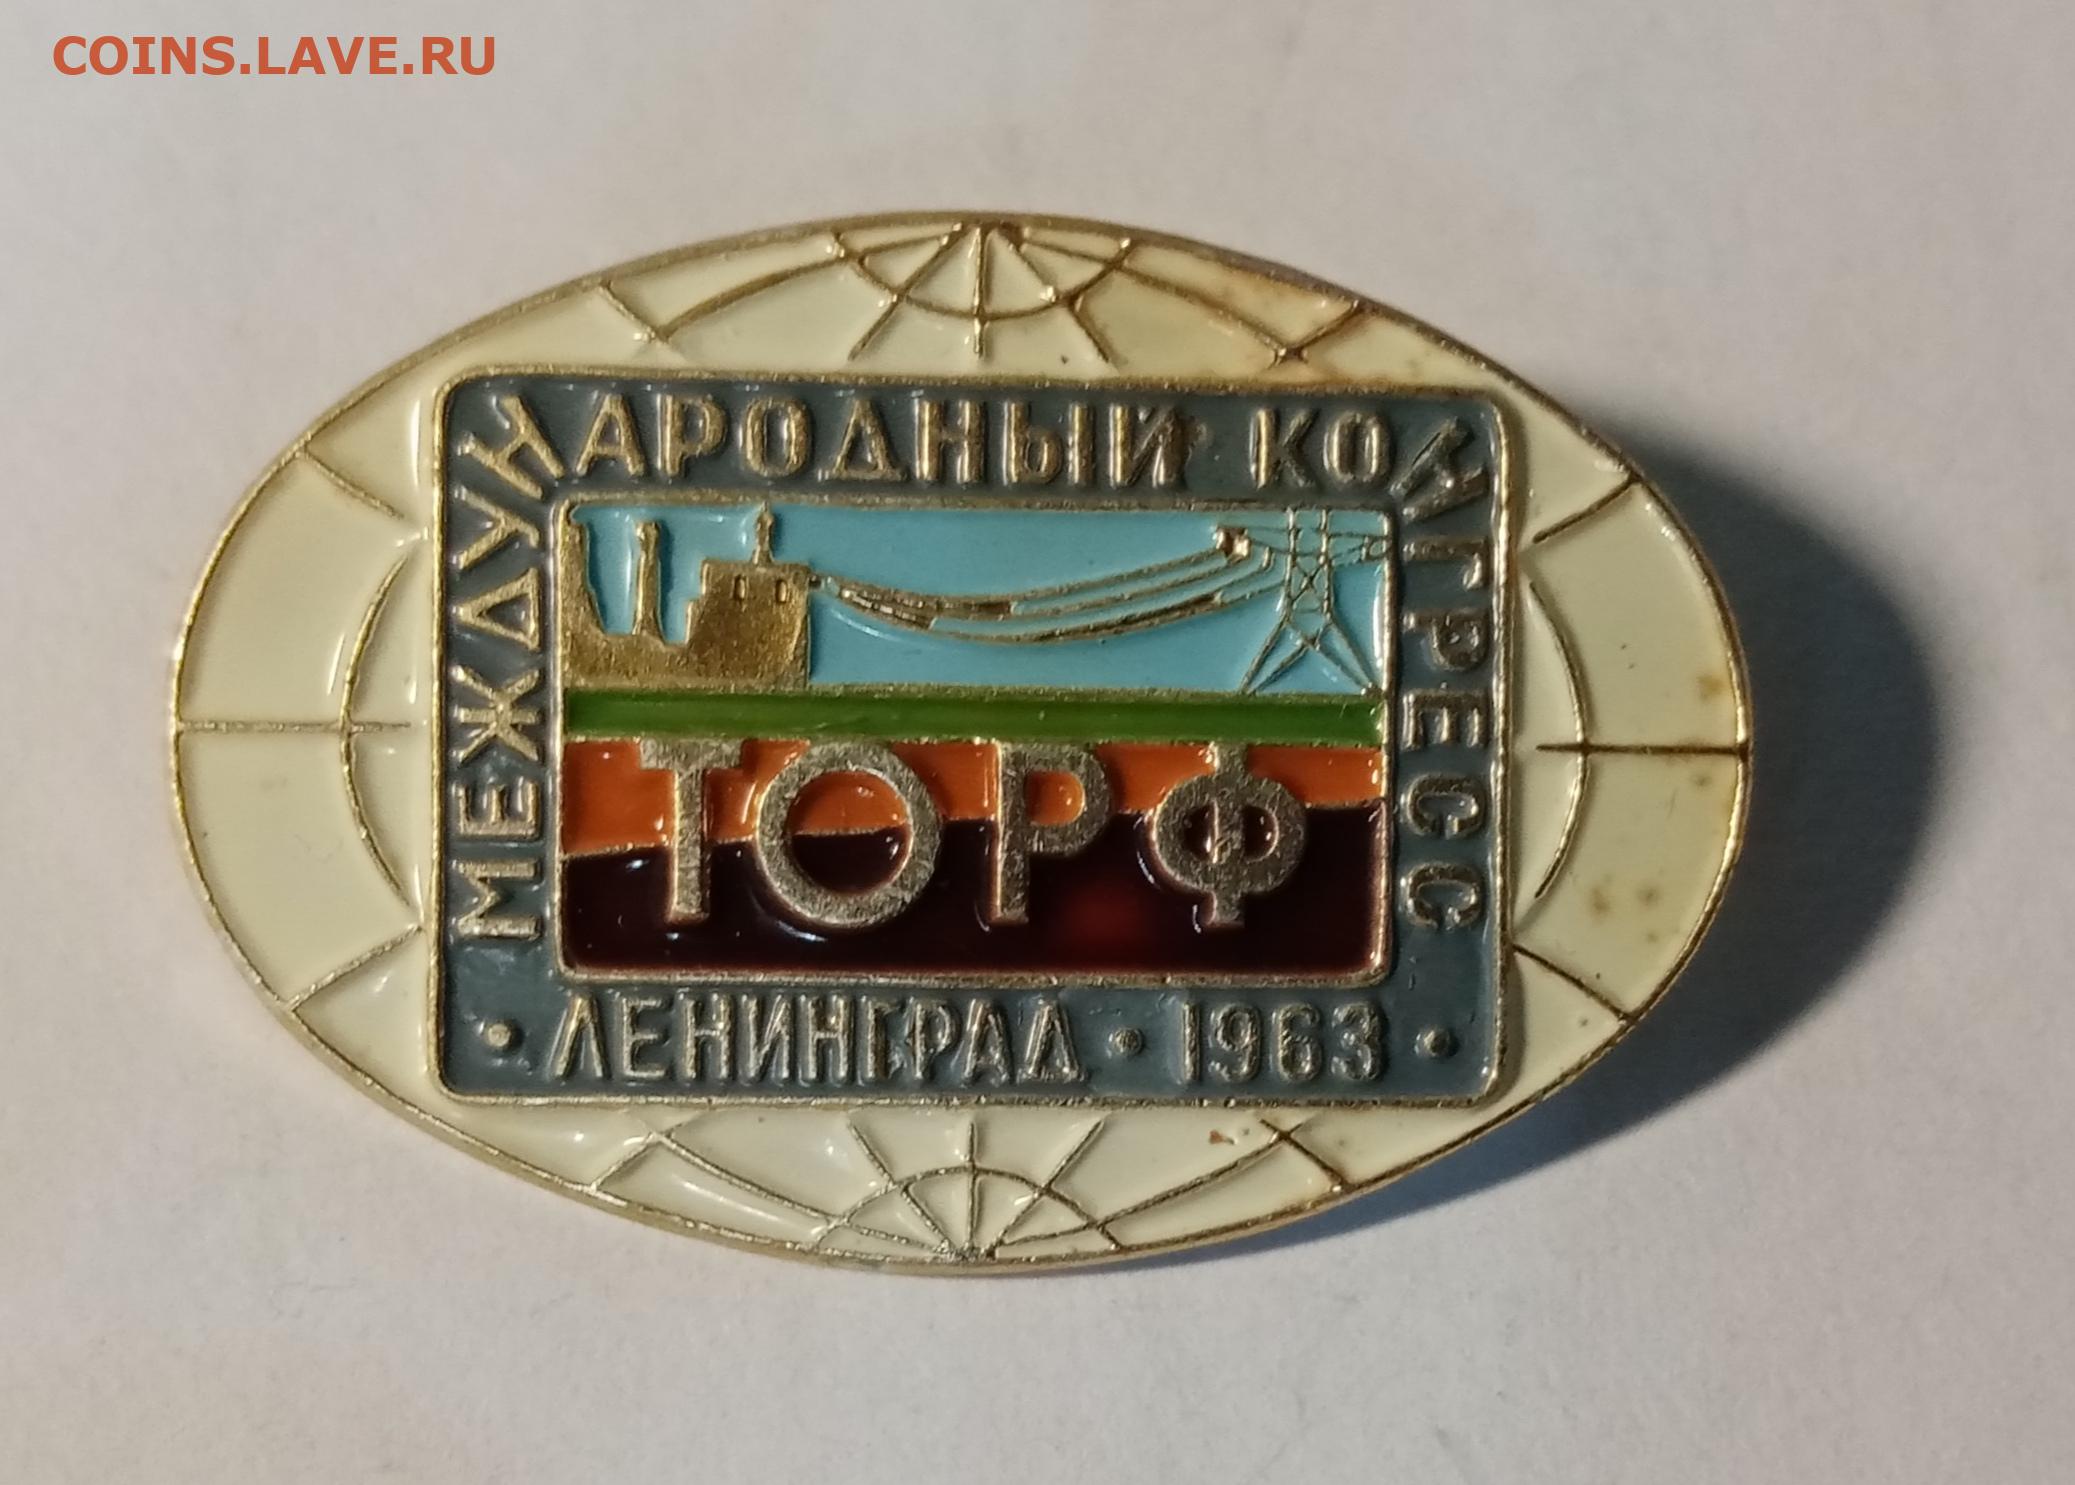 COINS.LAVE.RU
МЕЖДУНАРОДНЫЙ КОНГРЕСС
ТОРФ
· ЛЕНИНГРАД · 1963 ·